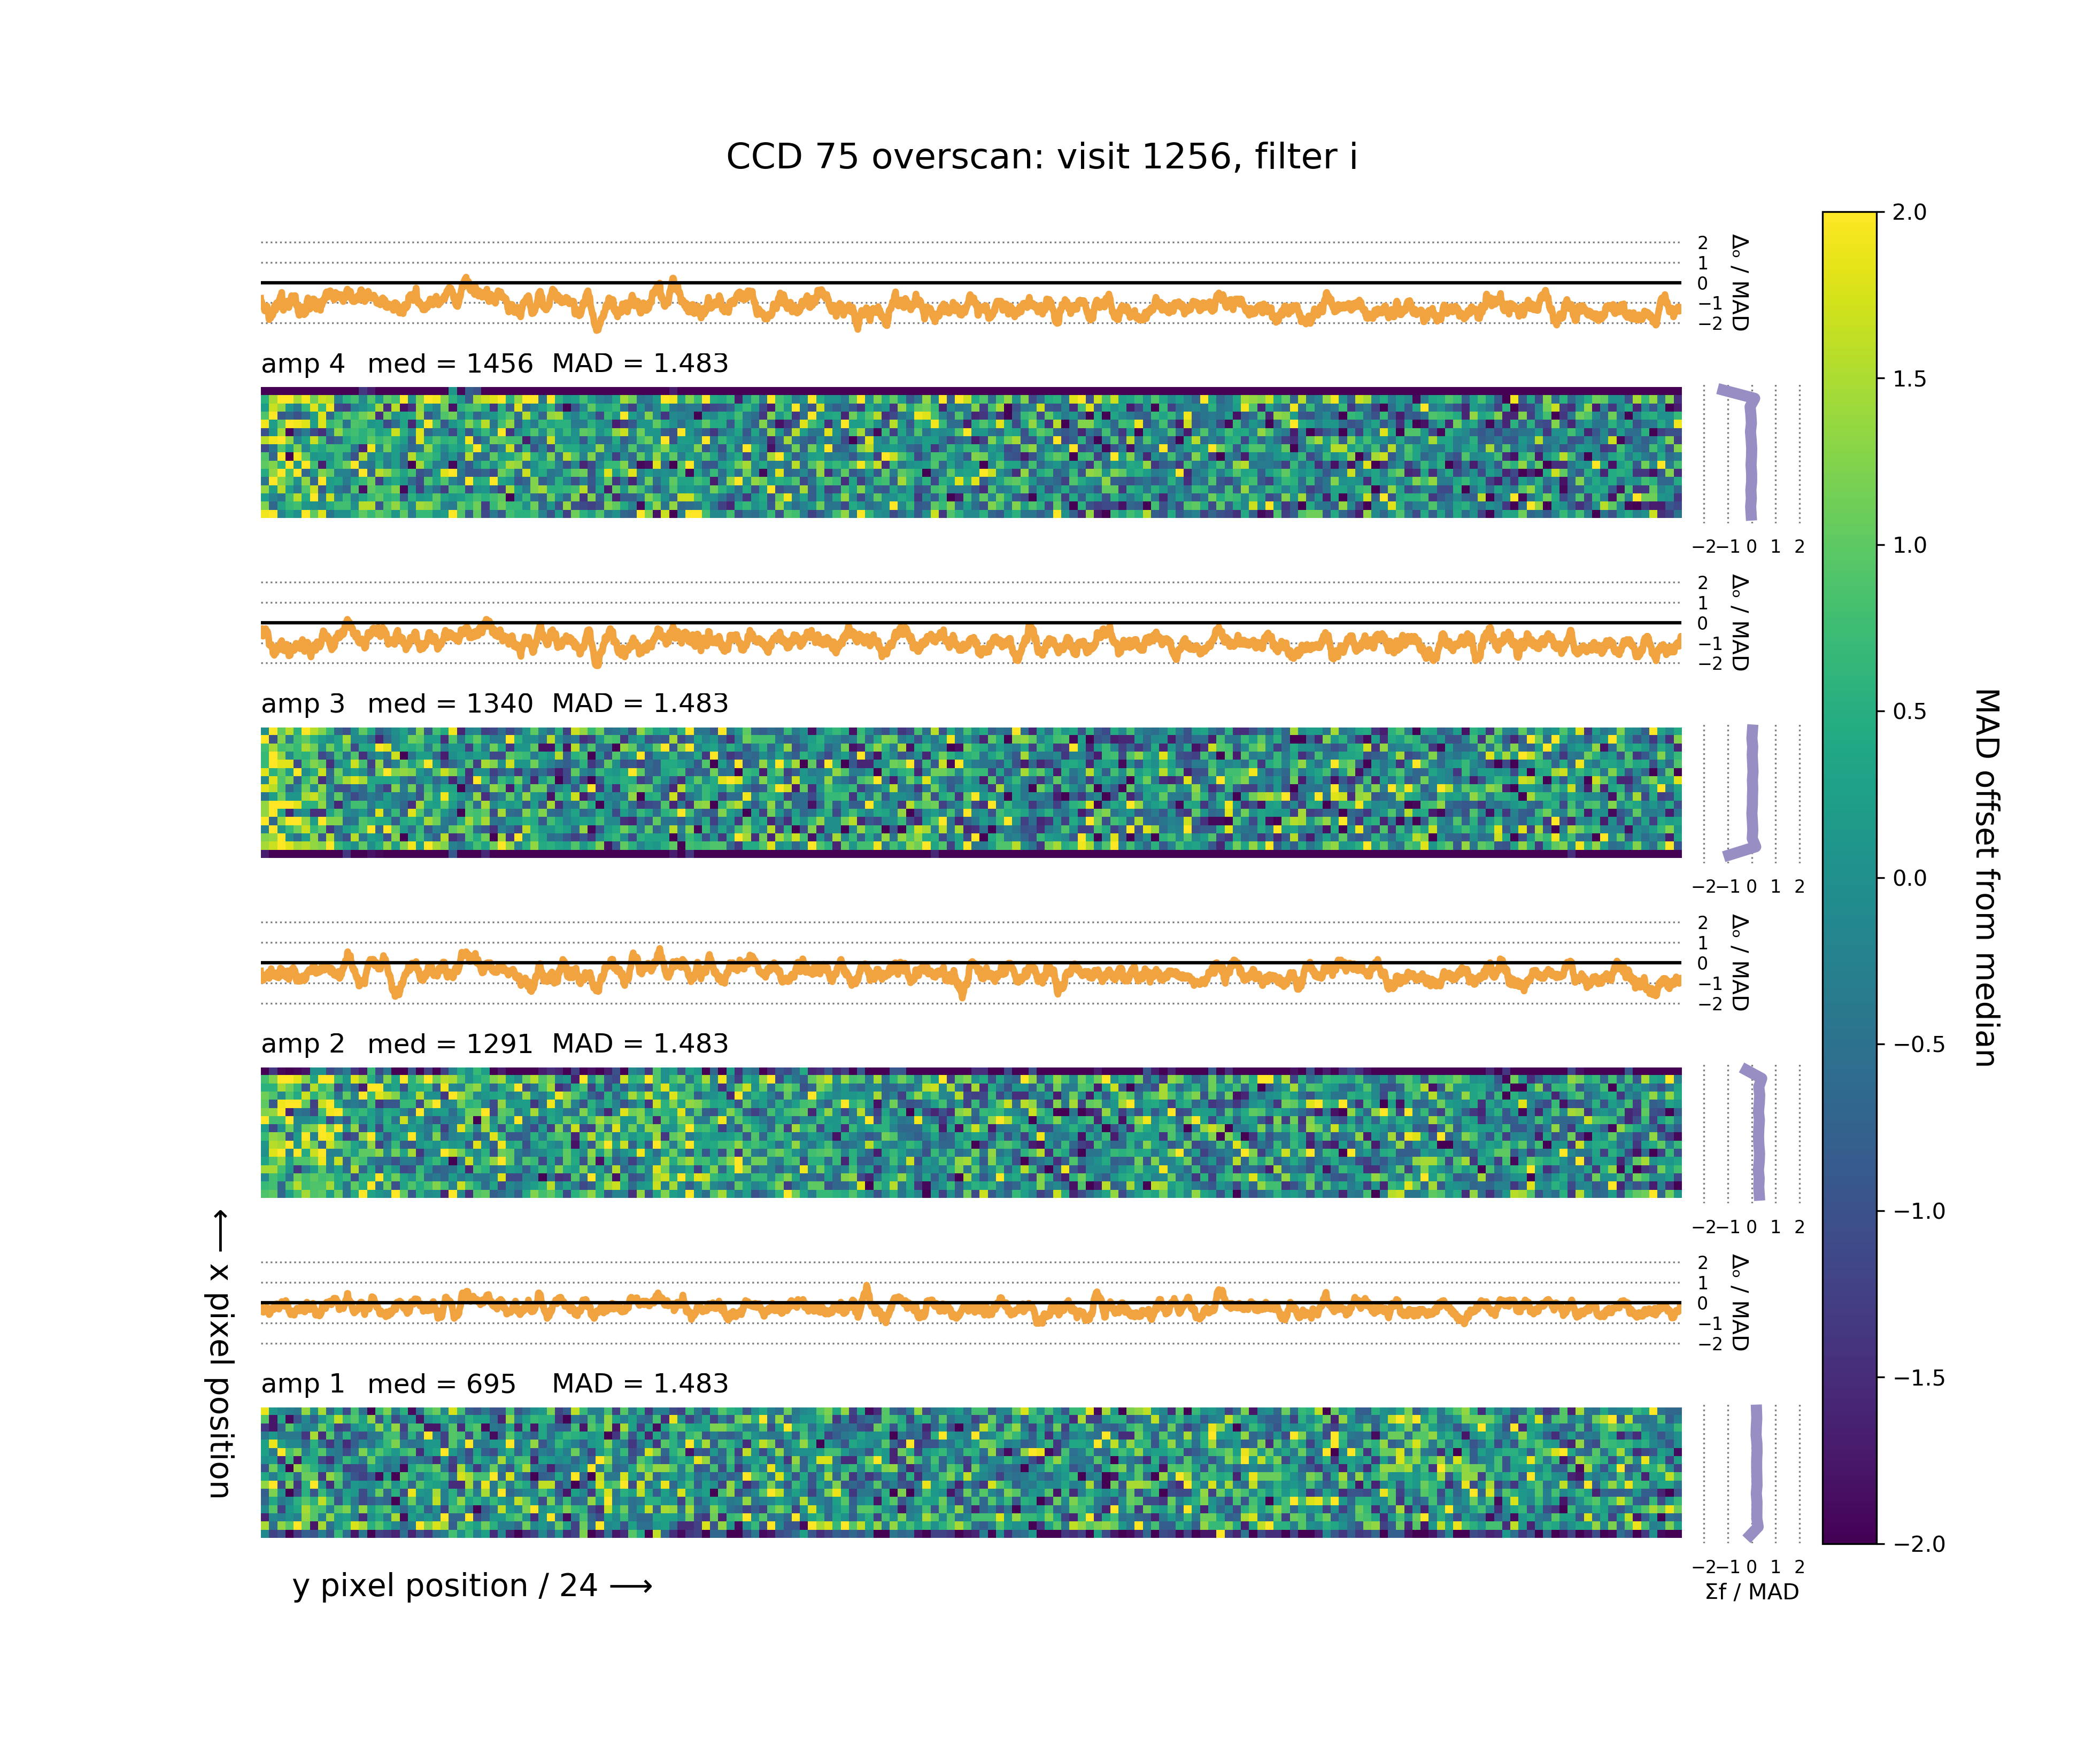 CCD 75 overscan: visit 1256, filter i
2
1
0
−1
−2
Δₒ / MAD
amp 4 med = 1456 MAD = 1.483
−2 −1 0 1 2
2
1
0
−1
−2
Δₒ / MAD
amp 3 med = 1340 MAD = 1.483
−2 −1 0 1 2
2
1
0
−1
−2
Δₒ / MAD
amp 2 med = 1291 MAD = 1.483
−2 −1 0 1 2
2
1
0
−1
−2
Δₒ / MAD
amp 1 med = 695 MAD = 1.483
−2 −1 0 1 2
Σf / MAD
⟵ x pixel position
y pixel position / 24 ⟶
2.0
1.5
1.0
0.5
0.0
−0.5
−1.0
−1.5
−2.0
MAD offset from median